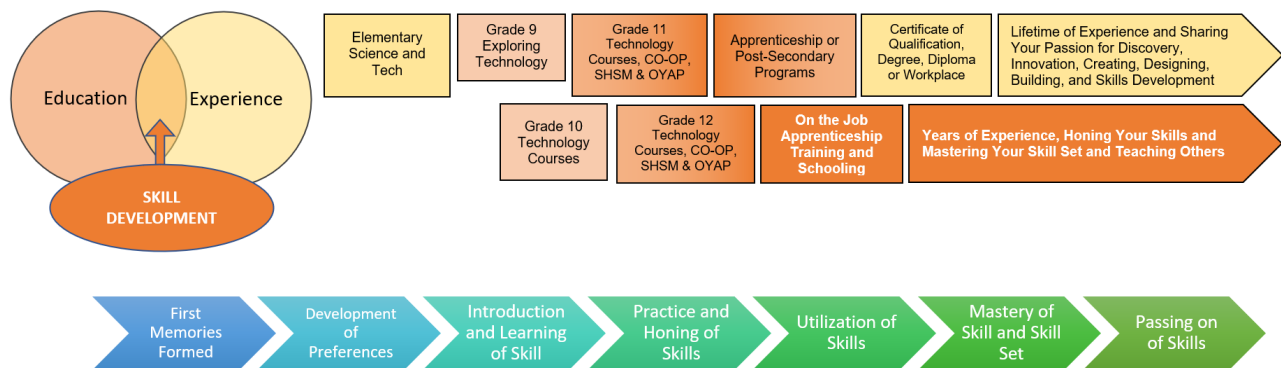 Education
Experience
SKILL
DEVELOPMENT
Elementary
Science and
Tech
Grade 9
Exploring
Technology
Grade 11
Technology
Courses, CO-OP,
SHSM & OYAP
Apprenticeship or
Post-Secondary
Programs
Certificate of
Qualification,
Degree, Diploma
or Workplace
Lifetime of Experience and Sharing
Your Passion for Discovery,
Innovation, Creating, Designing,
Building, and Skills Development
Grade 10
Technology
Courses
Grade 12
Technology
Courses, CO-OP,
SHSM & OYAP
On the Job
Apprenticeship
Training and
Schooling
Years of Experience, Honing Your Skills and
Mastering Your Skill Set and Teaching Others
First
Memories
Formed
Development
of
Preferences
Introduction
and Learning
of Skill
Practice and
Honing of
Skills
Utilization of
Skills
Mastery of
Skill and Skill
Set
Passing on
of Skills